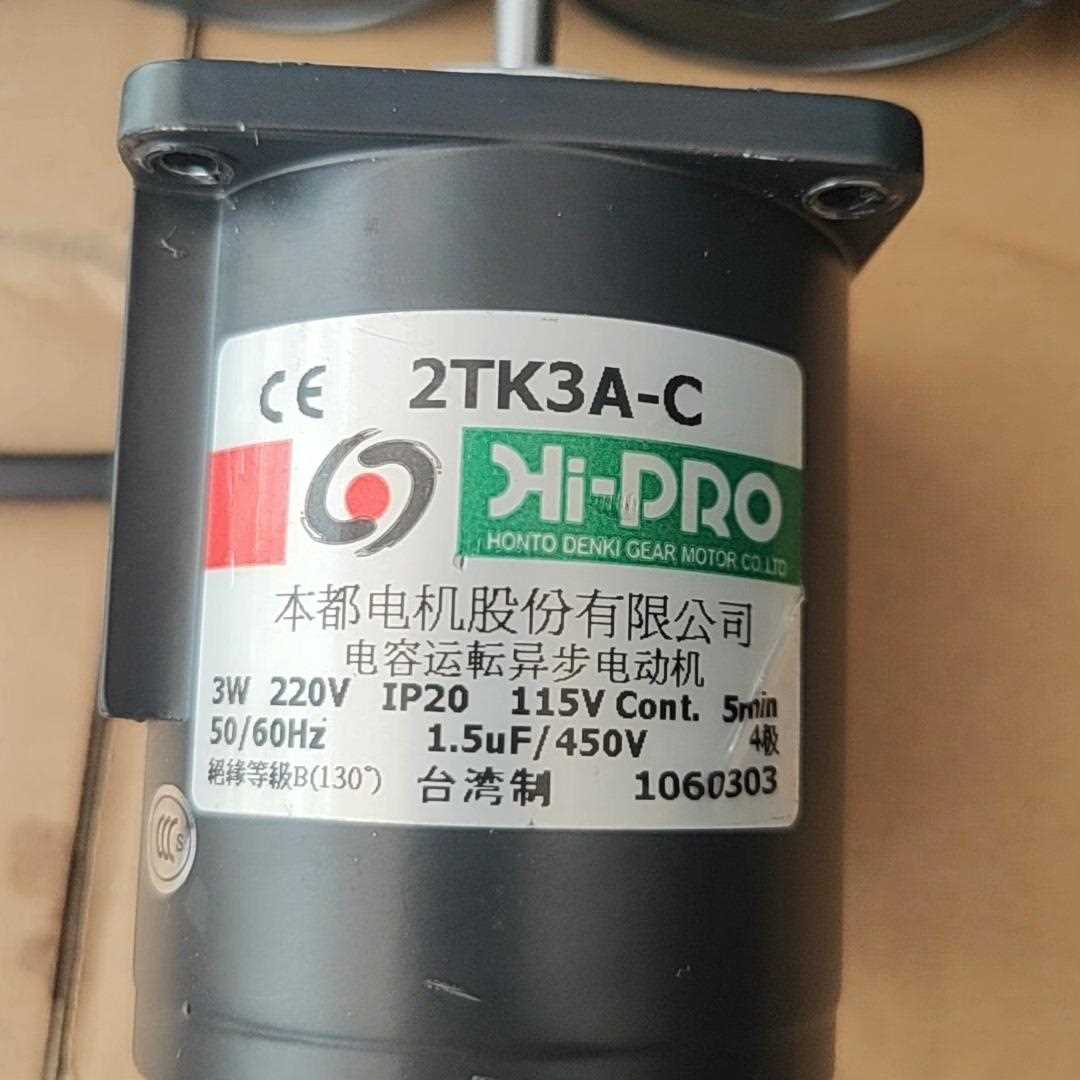 CE 2TK3A-C
Hi-PRO
HONTO DENKI GEAR MOTOR CO.LTD
本都电机股份有限公司
电容运転异步电动机
3W 220V IP20 115V Cont. 5min
50/60Hz 1.5uF/450V 4极
絕緣等級B(130°) 台湾制 1060303
CCC S